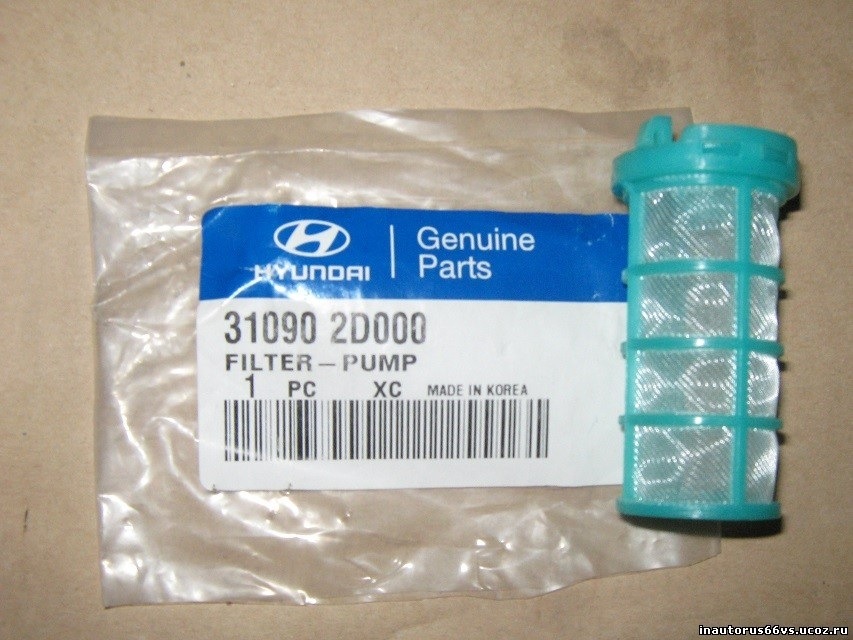 HYUNDAI
Genuine
Parts
31090 2D000
FILTER-PUMP
1 PC XC MADE IN KOREA
inautorus66vs.ucoz.ru